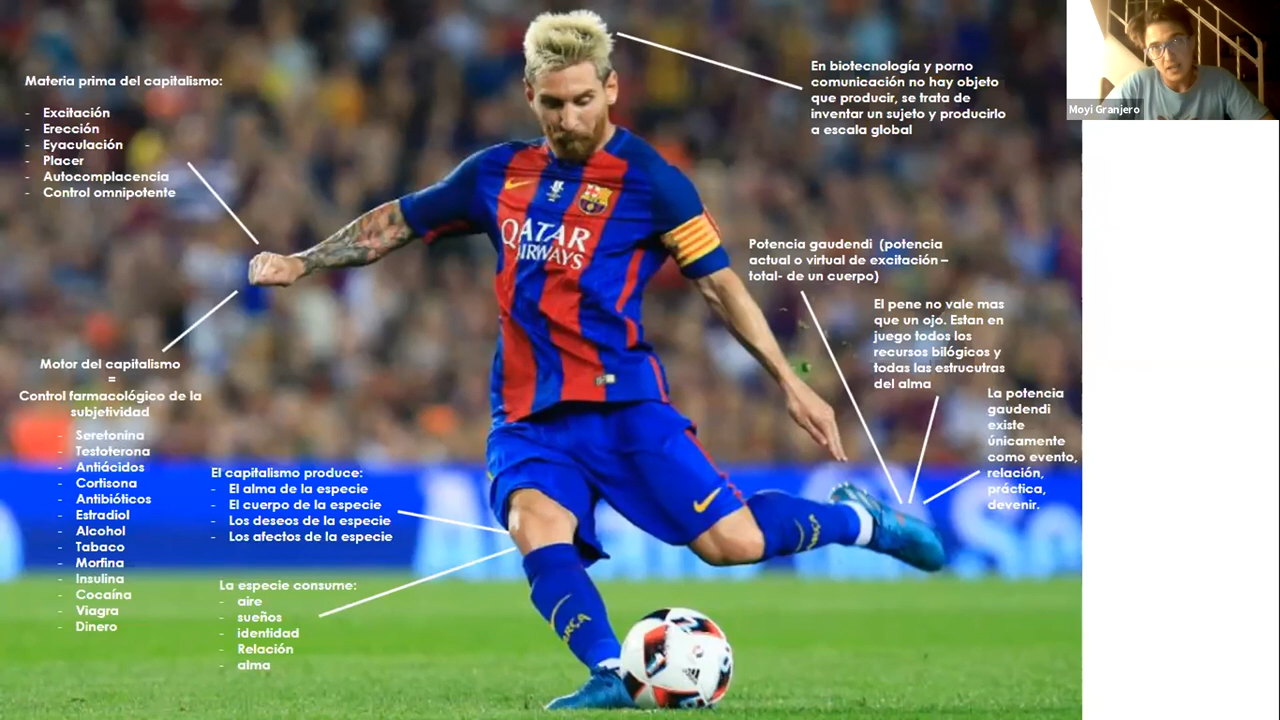 Materia prima del capitalismo:
- Excitación
- Erección
- Eyaculación
- Placer
- Autocomplacencia
- Control omnipotente
Motor del capitalismo
=
Control farmacológico de la
subjetividad
- Seretonina
- Testoterona
- Antiácidos
- Cortisona
- Antibióticos
- Estradiol
- Alcohol
- Tabaco
- Morfina
- Insulina
- Cocaína
- Viagra
- Dinero
El capitalismo produce:
- El alma de la especie
- El cuerpo de la especie
- Los deseos de la especie
- Los afectos de la especie
La especie consume:
- aire
- sueños
- identidad
- Relación
- alma
QATAR
AIRWAYS
En biotecnología y porno
comunicación no hay objeto
que producir, se trata de
inventar un sujeto y producirlo
a escala global
Potencia gaudendi (potencia
actual o virtual de excitación –
total- de un cuerpo)
El pene no vale mas
que un ojo. Estan en
juego todos los
recursos bilógicos y
todas las estrucutras
del alma
La potencia
gaudendi
existe
únicamente
como evento,
relación,
práctica,
devenir.
BARÇA
Moyi Granjero